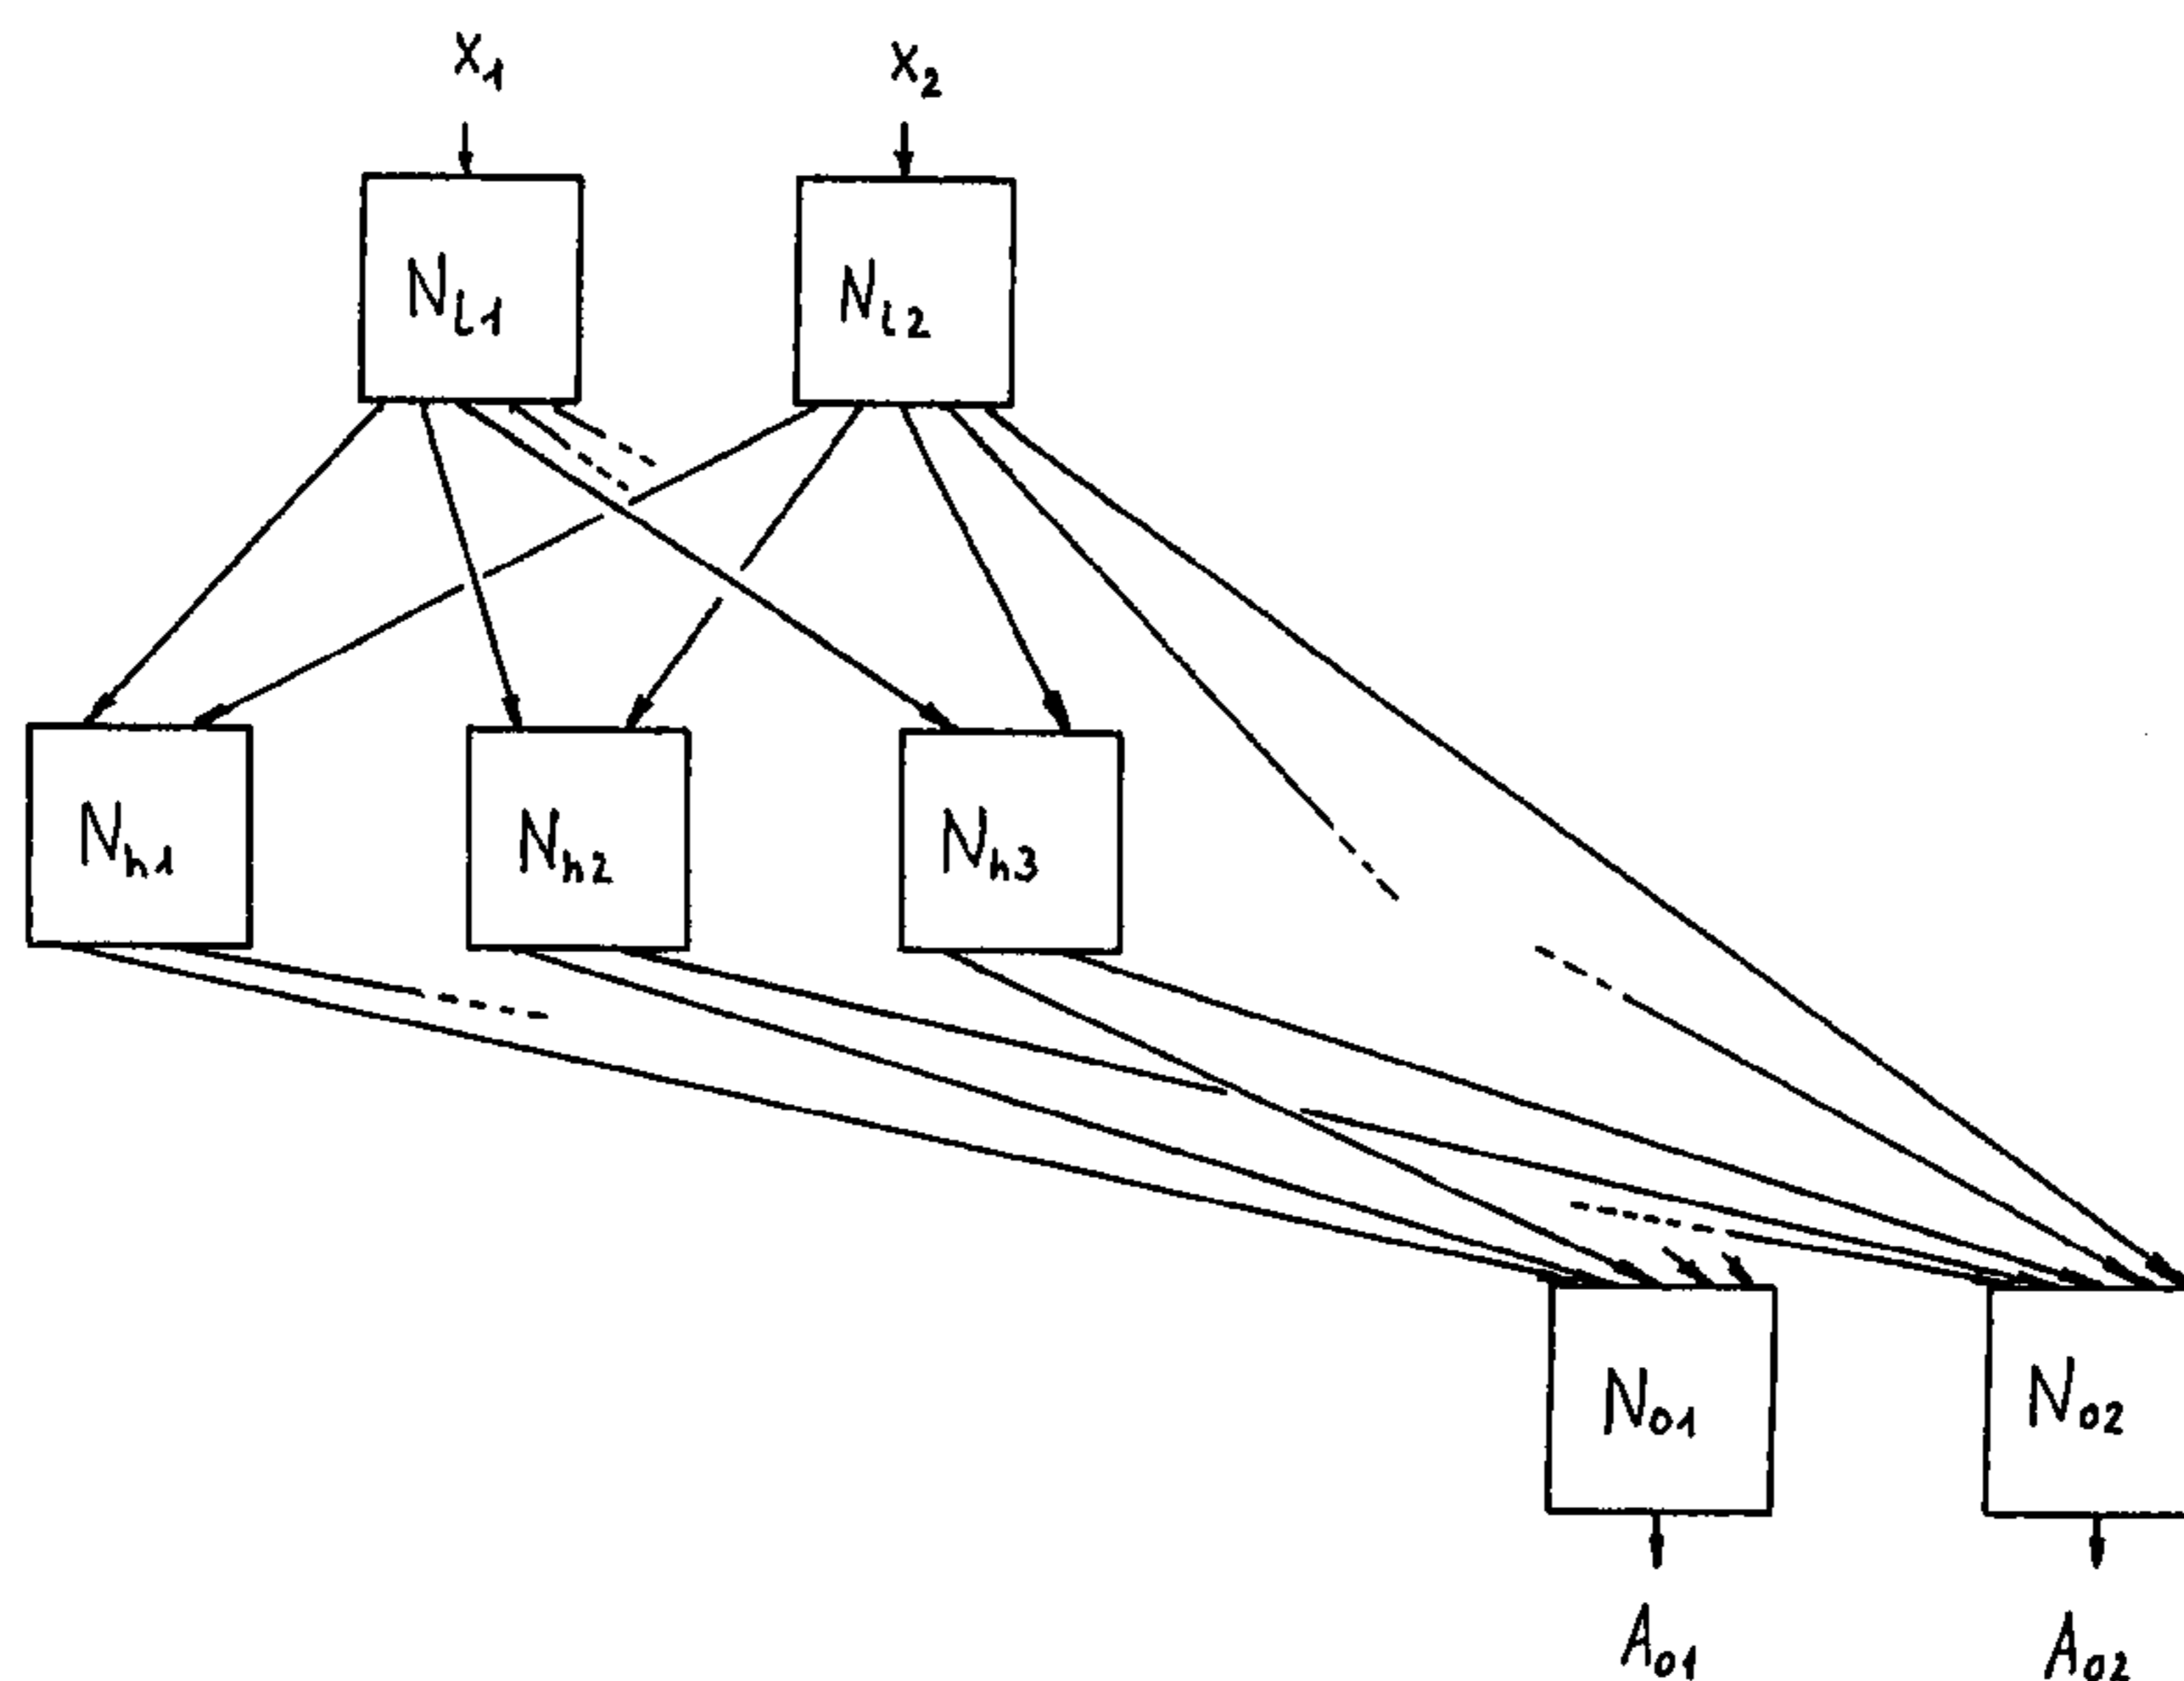 x₁ x₂
Nᵢ₁ Nᵢ₂
Nₕ₁ Nₕ₂ Nₕ₃
Nₒ₁ Nₒ₂
Aₒ₁ Aₒ₂